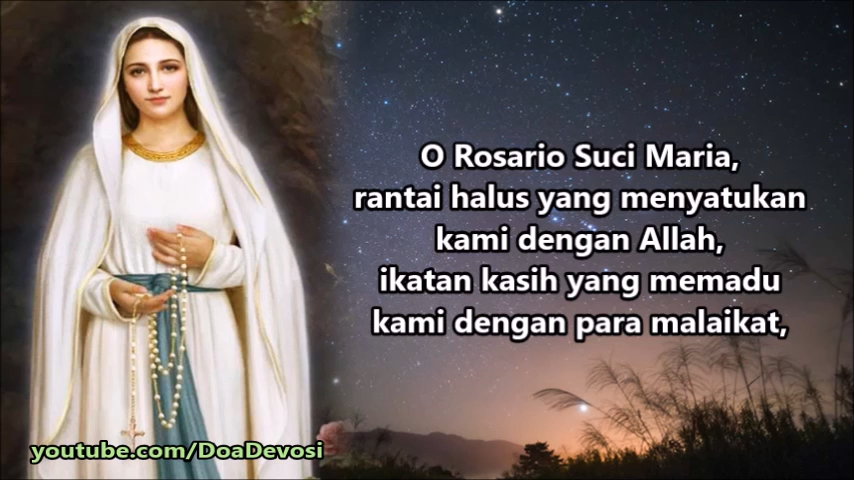 O Rosario Suci Maria,
rantai halus yang menyatukan
kami dengan Allah,
ikatan kasih yang memadu
kami dengan para malaikat,
youtube.com/DoaDevosi